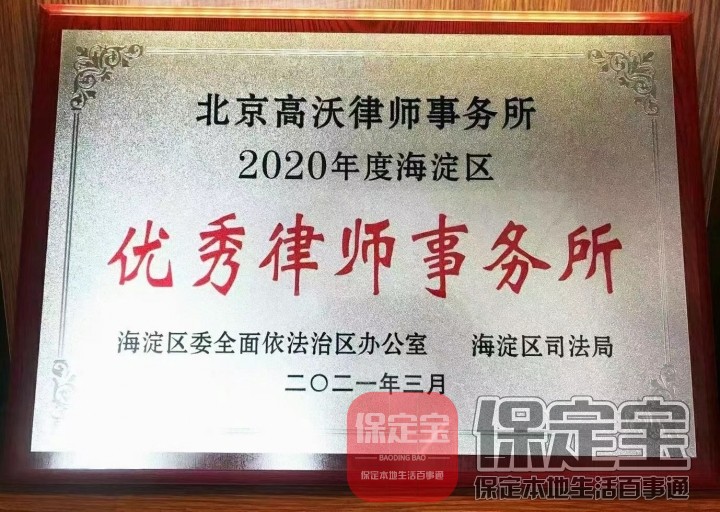 北京高沃律师事务所
2020年度海淀区
优秀律师事务所
海淀区委全面依法治区办公室 海淀区司法局
二〇二一年三月
保定宝
BAODING BAO
保定本地生活百事通
保定宝
保定本地生活百事通